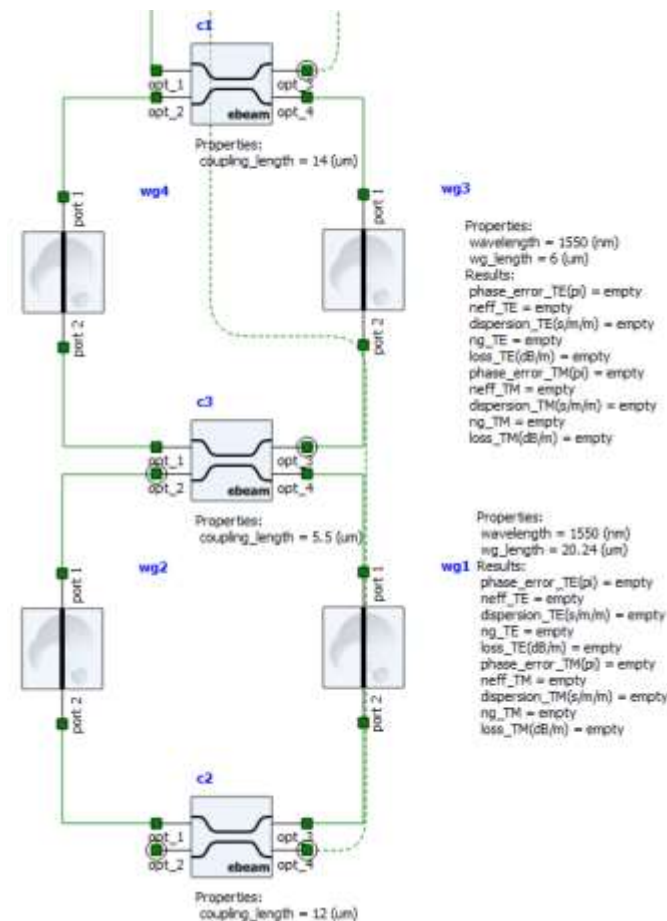 c1
opt_1
opt_2 opt_4
ebeam
Properties:
coupling_length = 14 (um)
wg4
wg3
port 1
port 1
Properties:
wavelength = 1550 (nm)
wg_length = 6 (um)
Results:
phase_error_TE(pi) = empty
neff_TE = empty
dispersion_TE(s/m/m) = empty
ng_TE = empty
loss_TE(dB/m) = empty
phase_error_TM(pi) = empty
neff_TM = empty
dispersion_TM(s/m/m) = empty
ng_TM = empty
loss_TM(dB/m) = empty
port 2
port 2
c3
opt_1
opt_2 opt_4
ebeam
Properties:
coupling_length = 5.5 (um)
wg2
wg1
port 1
port 1
Properties:
wavelength = 1550 (nm)
wg_length = 20.24 (um)
Results:
phase_error_TE(pi) = empty
neff_TE = empty
dispersion_TE(s/m/m) = empty
ng_TE = empty
loss_TE(dB/m) = empty
phase_error_TM(pi) = empty
neff_TM = empty
dispersion_TM(s/m/m) = empty
ng_TM = empty
loss_TM(dB/m) = empty
port 2
port 2
c2
opt_1 opt_3
opt_2 opt_4
ebeam
Properties:
coupling_length = 12 (um)